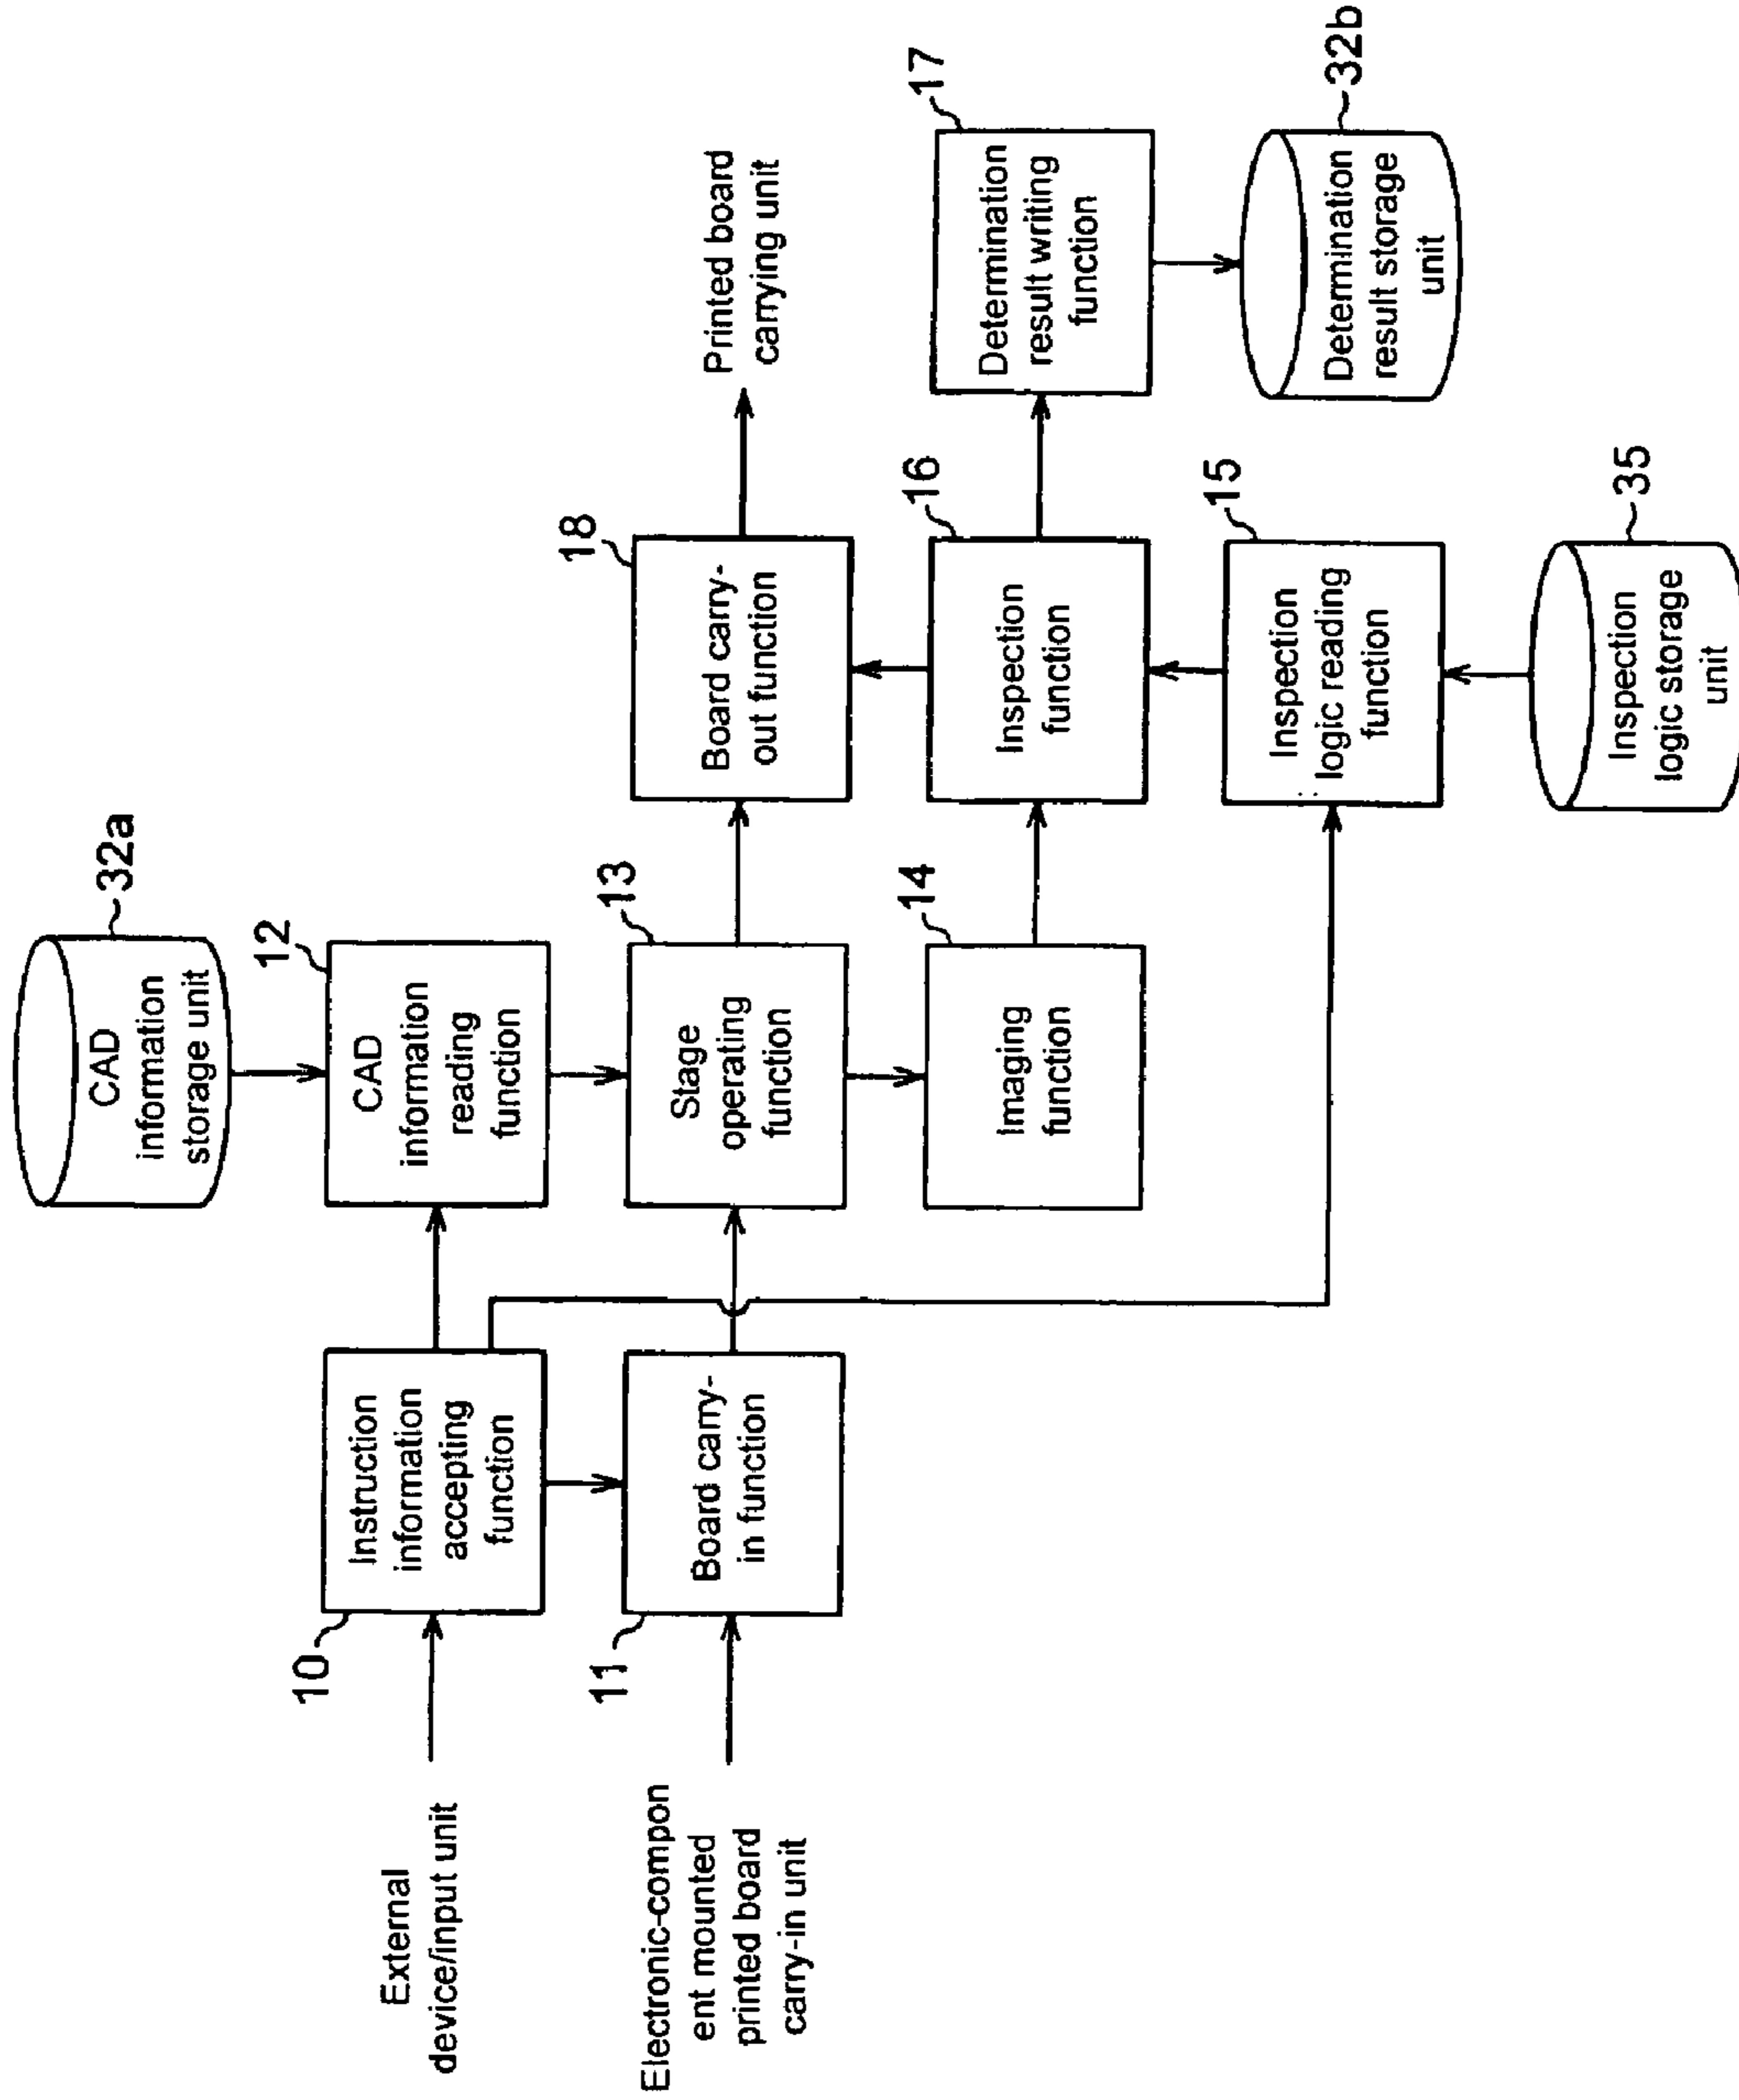 32a
CAD
information
storage unit
12
CAD
information
reading
function
10
Instruction
information
accepting
function
External
device/input unit
18
Board carry-
out function
Printed board
carrying unit
13
Stage
operating
function
11
Board carry-
in function
Electronic-compon
ent mounted
printed board
carry-in unit
14
Imaging
function
16
Inspection
function
17
Determination
result writing
function
15
Inspection
logic reading
function
32b
Determination
result storage
unit
35
Inspection
logic storage
unit